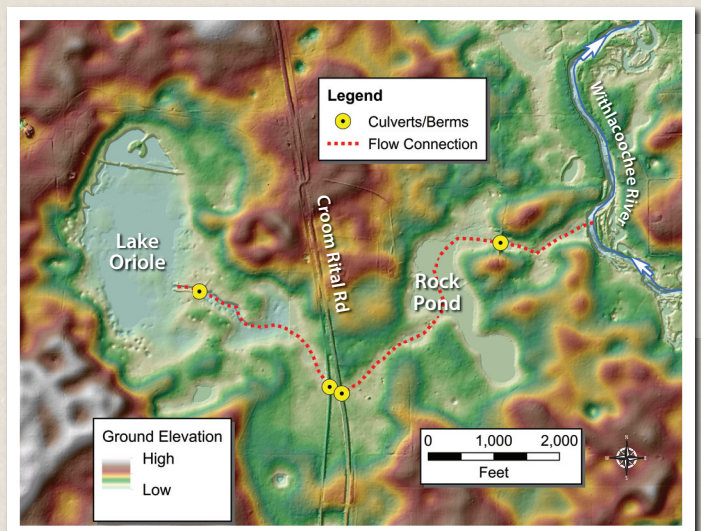 Legend
Culverts/Berms
Flow Connection
Withlacoochee River
Croom Rital Rd
Lake
Oriole
Rock
Pond
Ground Elevation
High
Low
0 1,000 2,000
Feet
N
W E
S